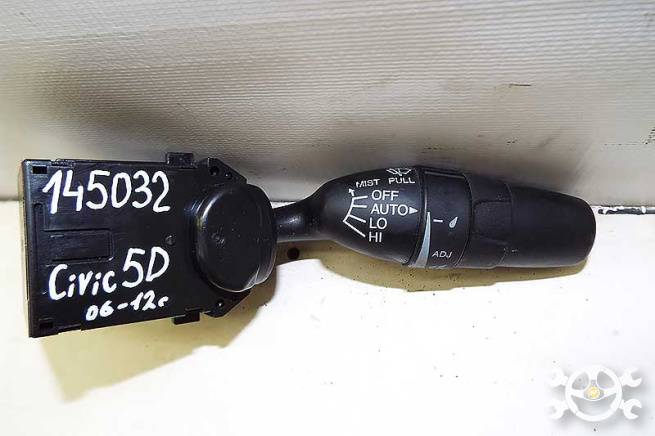 145032
Civic 5D
06-12г
MIST PULL
OFF
AUTO
LO
HI
ADJ